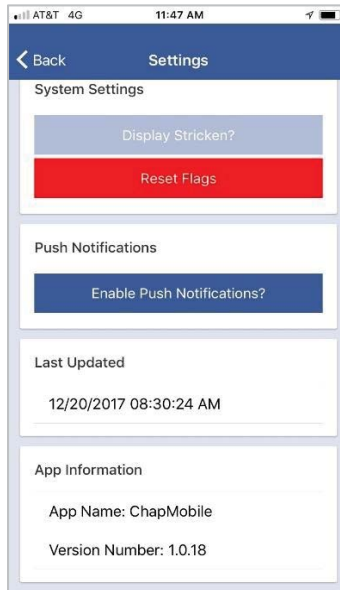 AT&T 4G 11:47 AM
Back Settings
System Settings
Display Stricken?
Reset Flags
Push Notifications
Enable Push Notifications?
Last Updated
12/20/2017 08:30:24 AM
App Information
App Name: ChapMobile
Version Number: 1.0.18